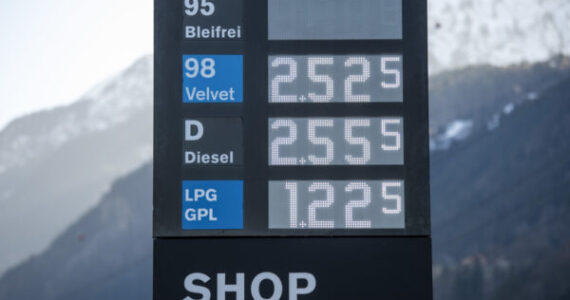 95
Bleifrei
98
Velvet
2.525
D
Diesel
2.555
LPG
GPL
1.225
SHOP